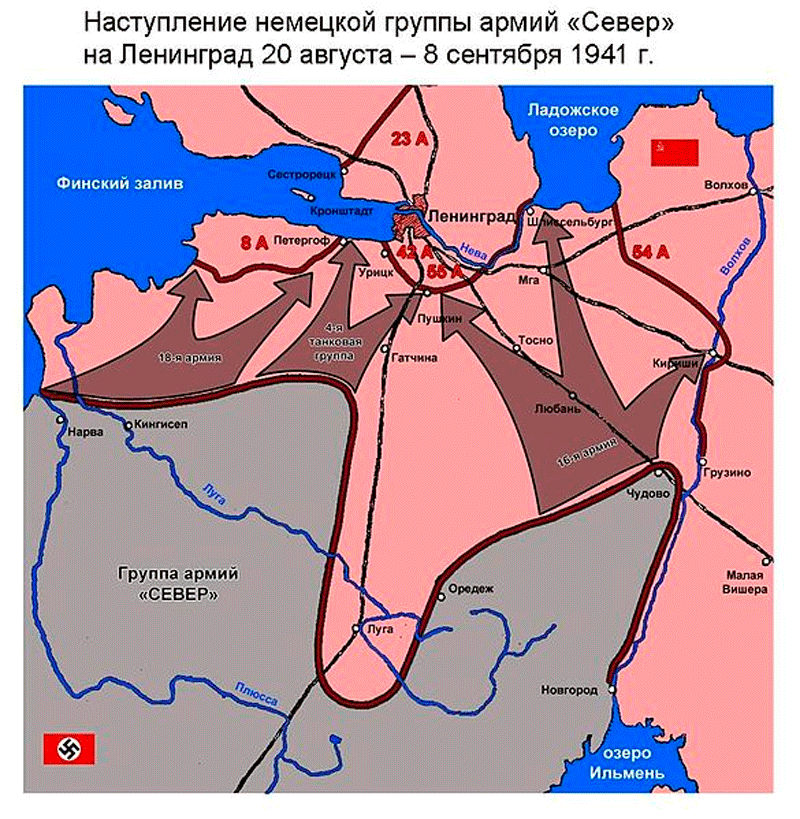 Наступление немецкой группы армий «Север»
на Ленинград 20 августа – 8 сентября 1941 г.
Ладожское
озеро
23 А
Финский залив
Сестрорецк
Волхов
Кронштадт
Ленинград
Шлиссельбург
8 А
Петергоф
42 А
Нева
54 А
Волхов
Урицк
55 А
Мга
Пушкин
4-я
танковая
группа
18-я армия
Гатчина
Тосно
Кириши
Любань
Нарва
Кингисеп
16-я армия
Грузино
Чудово
Луга
Группа армий
«СЕВЕР»
Оредеж
Малая
Вишера
Луга
Плюсса
Новгород
озеро
Ильмень